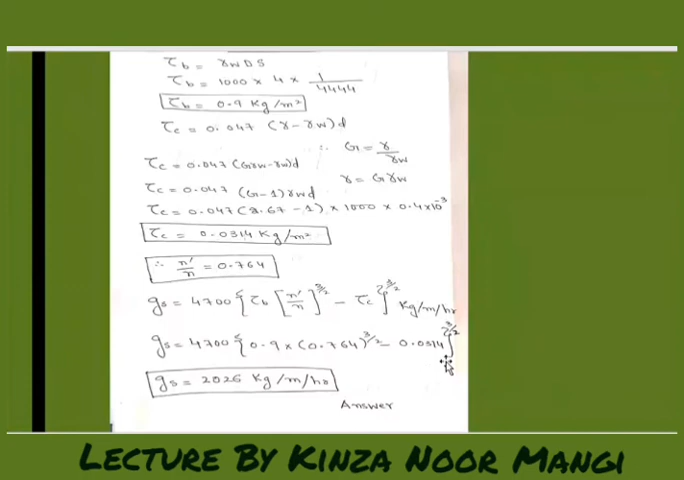 τb = γwDS
τb = 1000 × 4 × 1/4444
τb = 0.9 Kg/m²
τc = 0.047 (γ-γw)d
∴ G = γ/γw
τc = 0.047 (Gγw-γw)d
γ = Gγw
τc = 0.047 (G-1)γwd
τc = 0.047 (2.67 - 1) × 1000 × 0.4×10⁻³
τc = 0.0314 Kg/m²
∴ n'/n = 0.764
gs = 4700 { τb [n'/n]^3/2 - τc }^3/2 Kg/m/hr
gs = 4700 { 0.9 × (0.764)^3/2 - 0.0314 }^3/2
gs = 2026 Kg/m/hr
Answer
LECTURE BY KINZA NOOR MANGI